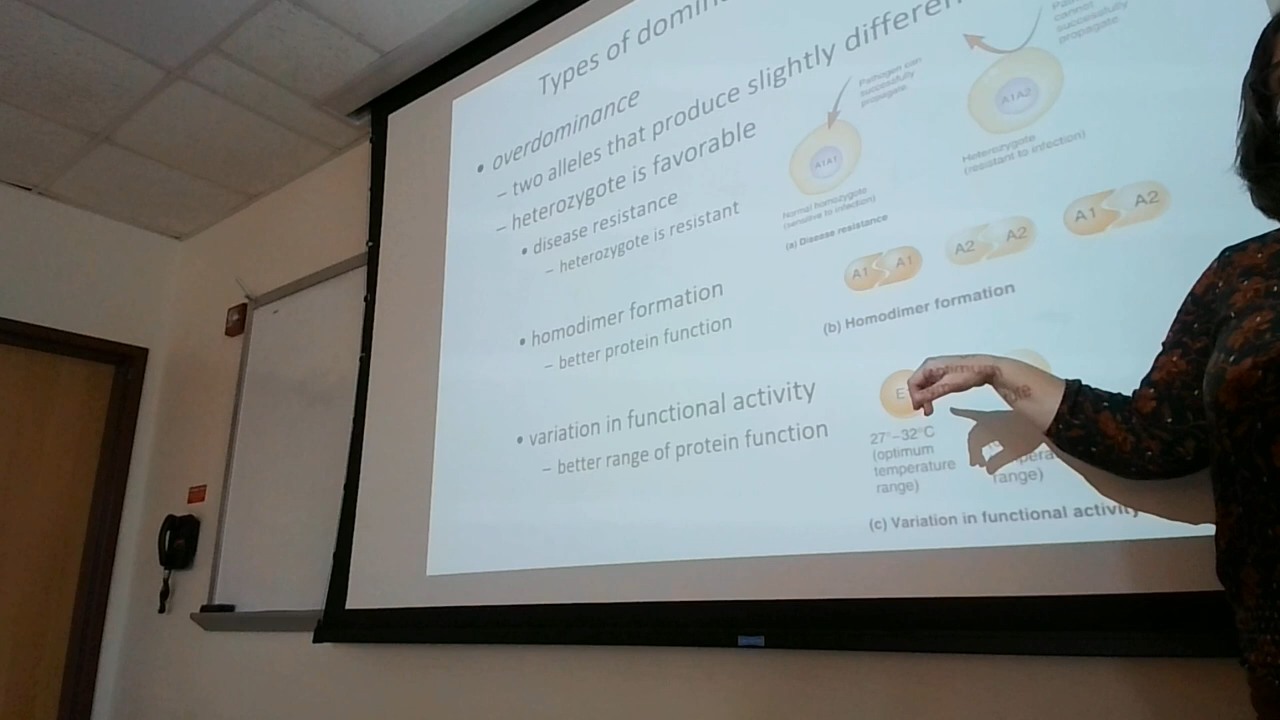 Types of domin
• overdominance
– two alleles that produce slightly differen
– heterozygote is favorable
• disease resistance
– heterozygote is resistant
• homodimer formation
– better protein function
• variation in functional activity
– better range of protein function
Pathogen can
successfully
propagate
A1A1
Normal homozygote
(sensitive to infection)
(a) Disease resistance
cannot
successfully
propagate
A1A2
Heterozygote
(resistant to infection)
A1 A1
A2 A2
A1 A2
(b) Homodimer formation
27°–32°C
(optimum
temperature
range)
range)
(c) Variation in functional activity